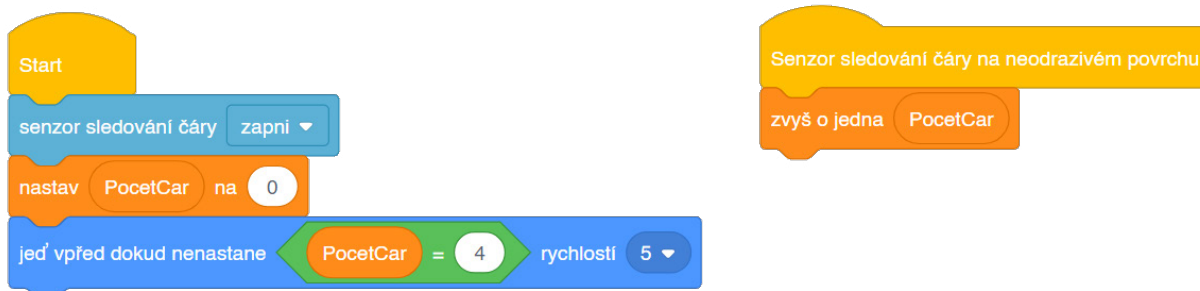 Start
senzor sledování čáry zapni
nastav PocetCar na 0
jeď vpřed dokud nenastane PocetCar = 4 rychlostí 5
Senzor sledování čáry na neodrazivém povrchu
zvyš o jedna PocetCar